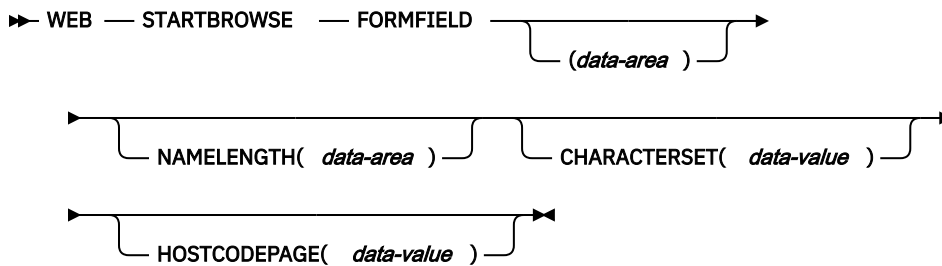 WEB STARTBROWSE FORMFIELD
(data-area )
NAMELENGTH( data-area ) CHARACTERSET( data-value )
HOSTCODEPAGE( data-value )